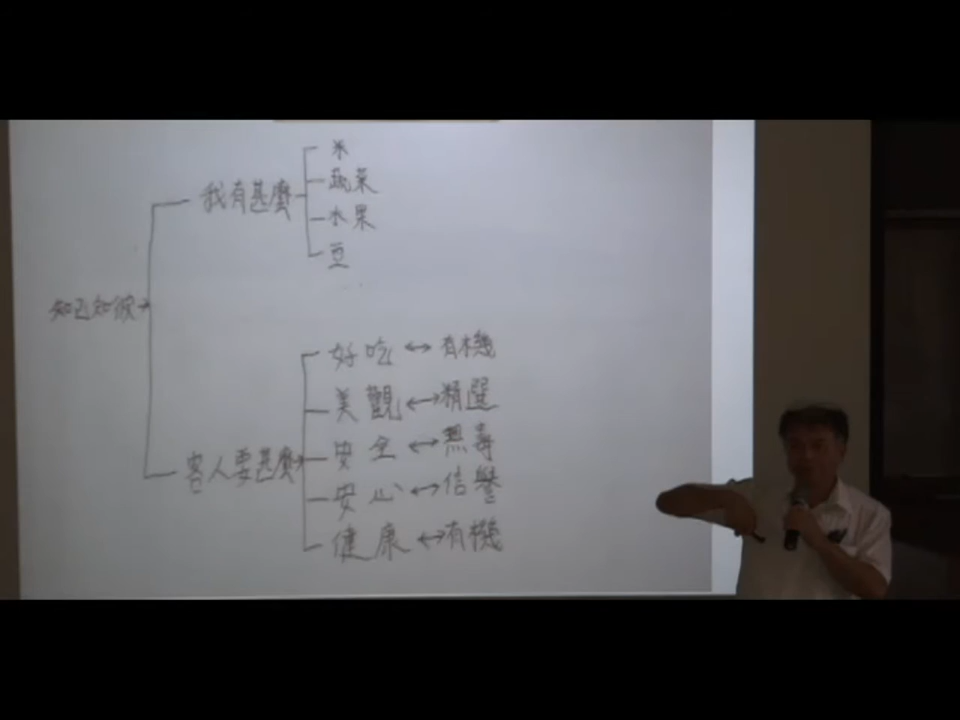 米
蔬菜
我有甚麼
水果
豆
知己知彼
好吃 ↔ 有機
美觀 ↔ 精選
安全 ↔ 無毒
客人要甚麼
安心 ↔ 信譽
健康 ↔ 有機